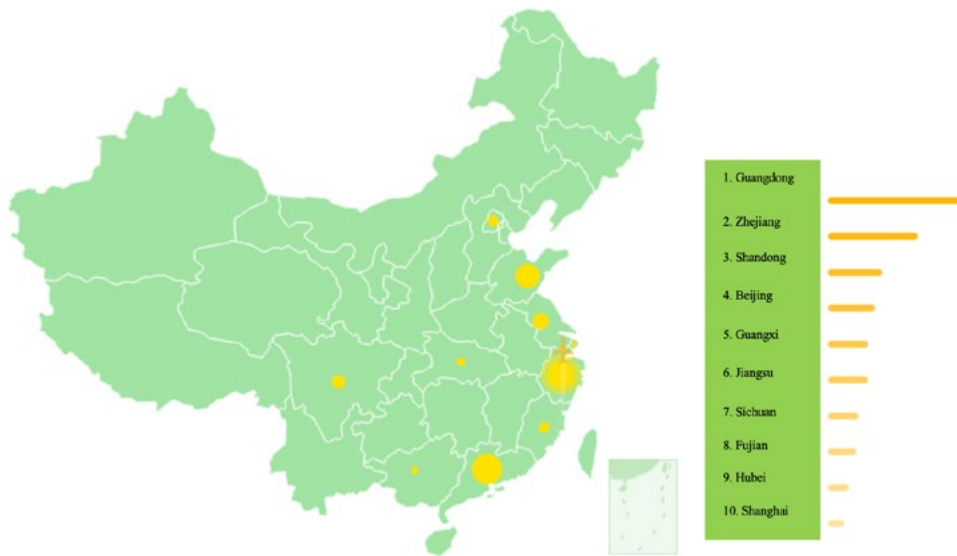 1. Guangdong
2. Zhejiang
3. Shandong
4. Beijing
5. Guangxi
6. Jiangsu
7. Sichuan
8. Fujian
9. Hubei
10. Shanghai